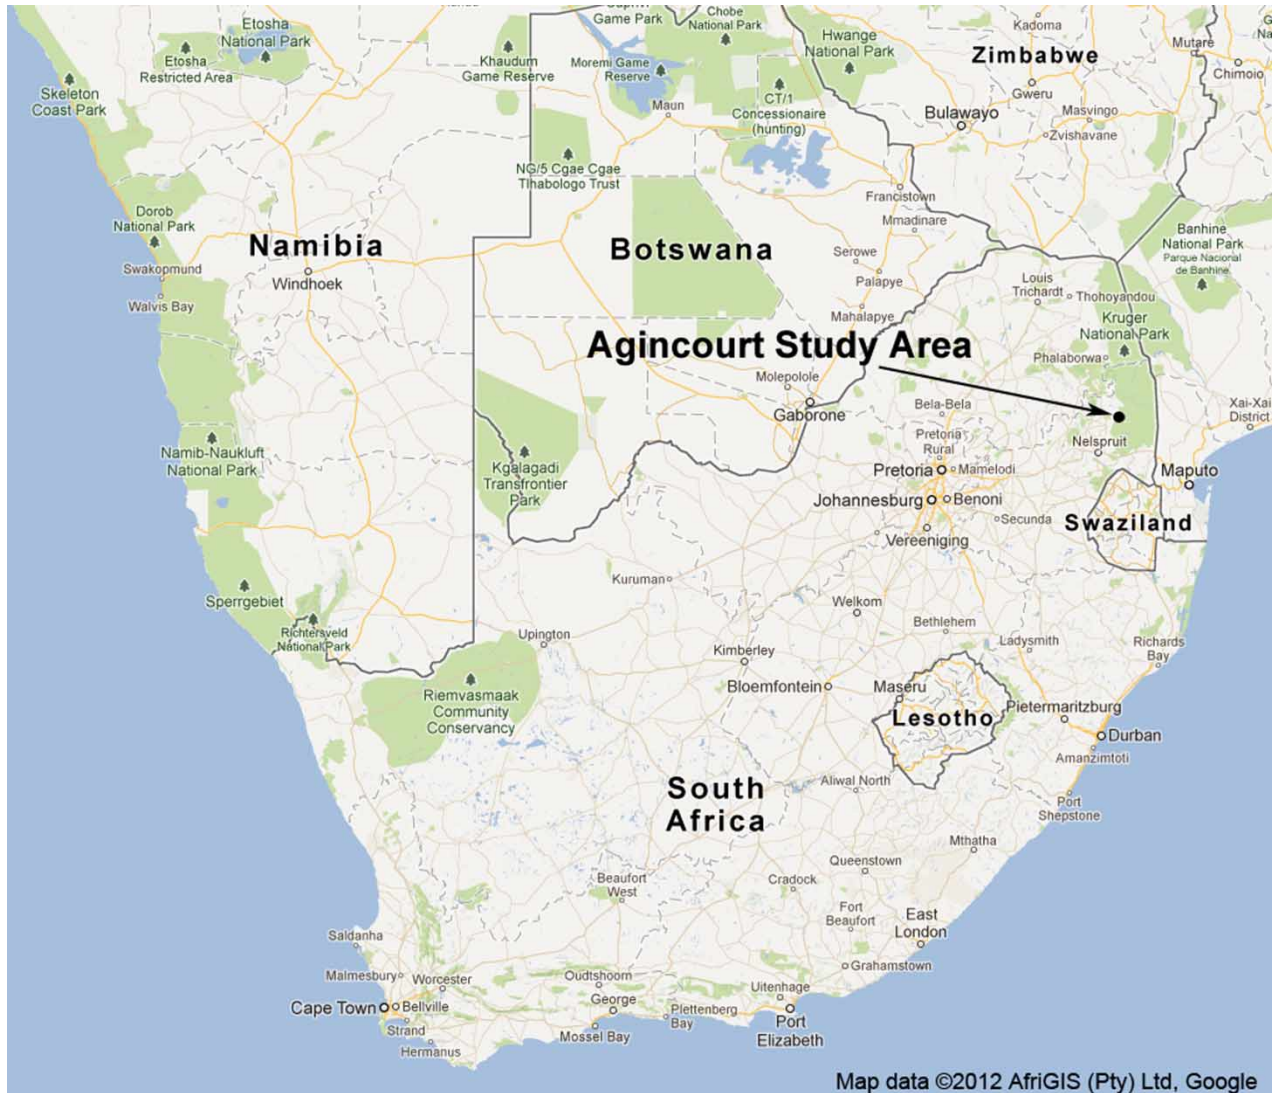 Etosha
National Park
Etosha
Restricted Area
Skeleton
Coast Park
Khaudum
Game Reserve
Game Park
Moremi Game
Reserve
Maun
Chobe
National Park
Hwange
National Park
CT/1
Concessionaire
(hunting)
Kadoma
Zimbabwe
Mutare
Chimoio
Gweru
Bulawayo
Masvingo
Zvishavane
NG/5 Cgae Cgae
Tlhabologo Trust
Francistown
Mmadinare
Dorob
National Park
Namibia
Windhoek
Swakopmund
Walvis Bay
Botswana
Serowe
Palapye
Mahalapye
Banhine
National Park
Parque Nacional
de Banhine
Louis
Trichardt
Thohoyandou
Kruger
National Park
Agincourt Study Area
Phalaborwa
Molepolole
Gaborone
Bela-Bela
Xai-Xai
District
Namib-Naukluft
National Park
Kgalagadi
Transfrontier
Park
Pretoria
Rural
Nelspruit
Pretoria
Mamelodi
Maputo
Johannesburg
Benoni
Secunda
Swaziland
Vereeniging
Kuruman
Sperrgebiet
Richtersveld
National Park
Upington
Welkom
Bethlehem
Ladysmith
Richards
Bay
Kimberley
Bloemfontein
Maseru
Lesotho
Pietermaritzburg
Durban
Amanzimtoti
Riemvasmaak
Community
Conservancy
South
Africa
Aliwal North
Port
Shepstone
Mthatha
Queenstown
Beaufort
West
Cradock
Fort
Beaufort
East
London
Saldanha
Grahamstown
Malmesbury
Worcester
Oudtshoorn
Uitenhage
Cape Town
Bellville
George
Plettenberg
Bay
Port
Elizabeth
Strand
Mossel Bay
Hermanus
Map data ©2012 AfriGIS (Pty) Ltd, Google